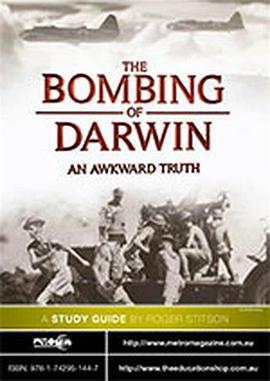 THE
BOMBING
OF
DARWIN
AN AWKWARD TRUTH
A STUDY GUIDE BY ROGER STITSON
METRO
http://www.metromagazine.com.au
ISBN: 978-1-74295-144-7
http://www.theeducationshop.com.au